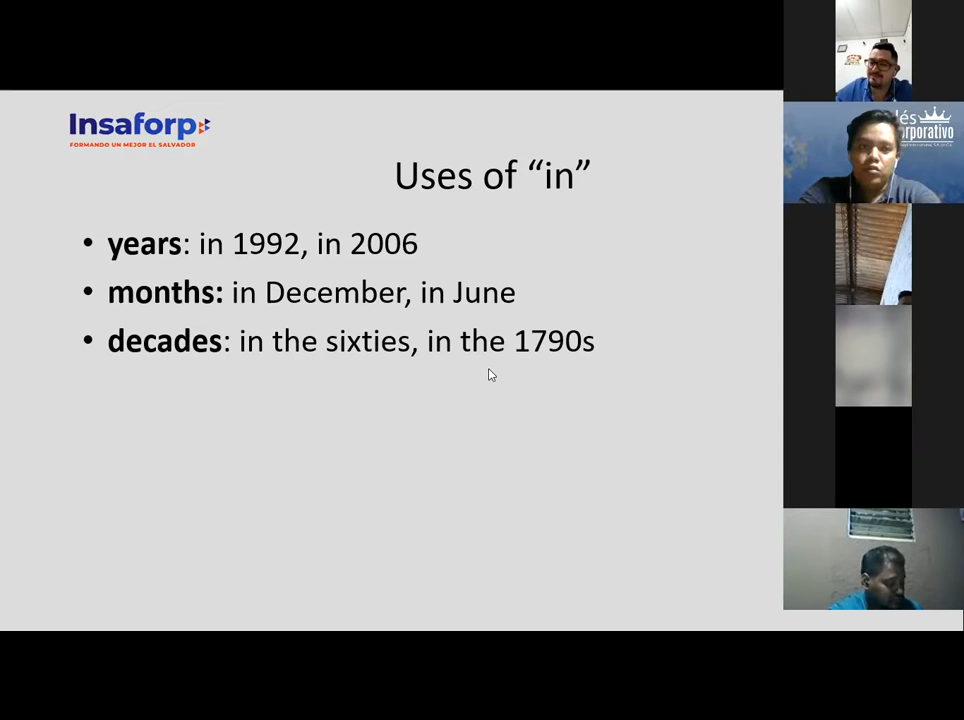 Insaforp
FORMANDO UN MEJOR EL SALVADOR
Uses of “in”
• years: in 1992, in 2006
• months: in December, in June
• decades: in the sixties, in the 1790s